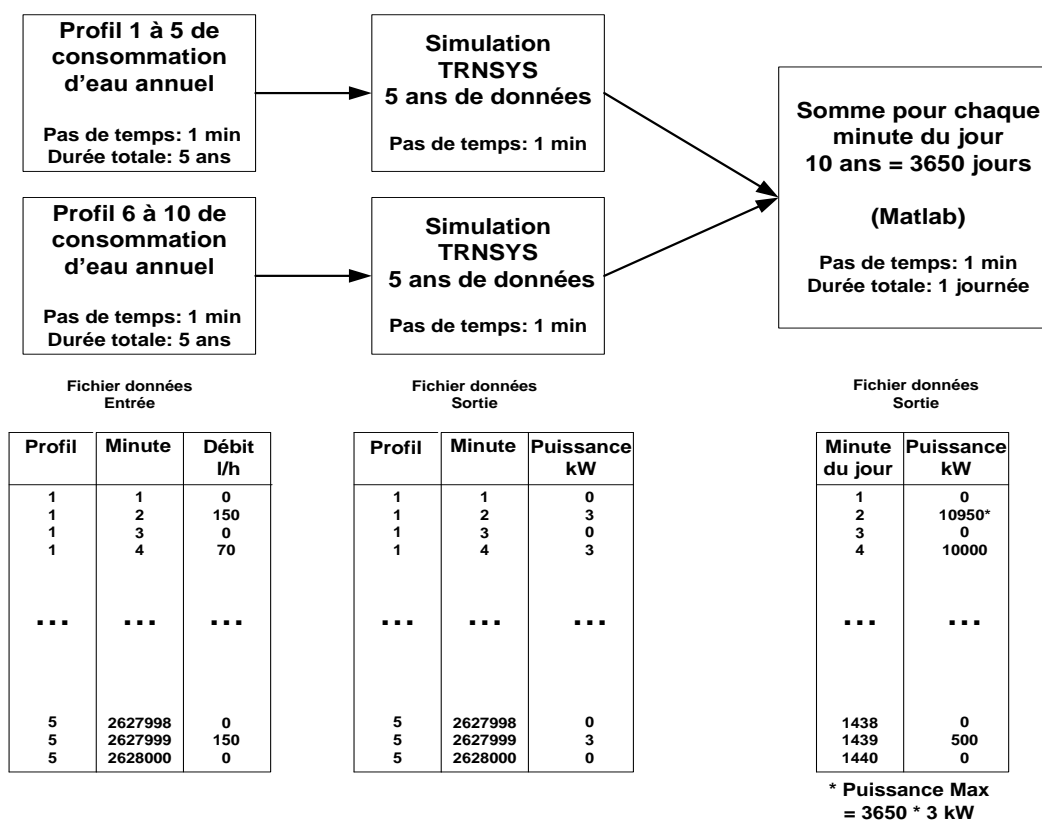 Profil 1 à 5 de
consommation
d'eau annuel
Pas de temps: 1 min
Durée totale: 5 ans
Simulation
TRNSYS
5 ans de données
Pas de temps: 1 min
Somme pour chaque
minute du jour
10 ans = 3650 jours
(Matlab)
Pas de temps: 1 min
Durée totale: 1 journée
Profil 6 à 10 de
consommation
d'eau annuel
Pas de temps: 1 min
Durée totale: 5 ans
Simulation
TRNSYS
5 ans de données
Pas de temps: 1 min
Fichier données
Entrée
Profil Minute Débit
l/h
1 1 0
1 2 150
1 3 0
1 4 70
... ... ...
5 2627998 0
5 2627999 150
5 2628000 0
Fichier données
Sortie
Profil Minute Puissance
kW
1 1 0
1 2 3
1 3 0
1 4 3
... ... ...
5 2627998 0
5 2627999 3
5 2628000 0
Fichier données
Sortie
Minute Puissance
du jour kW
1 0
2 10950*
3 0
4 10000
... ...
1438 0
1439 500
1440 0
* Puissance Max
= 3650 * 3 kW